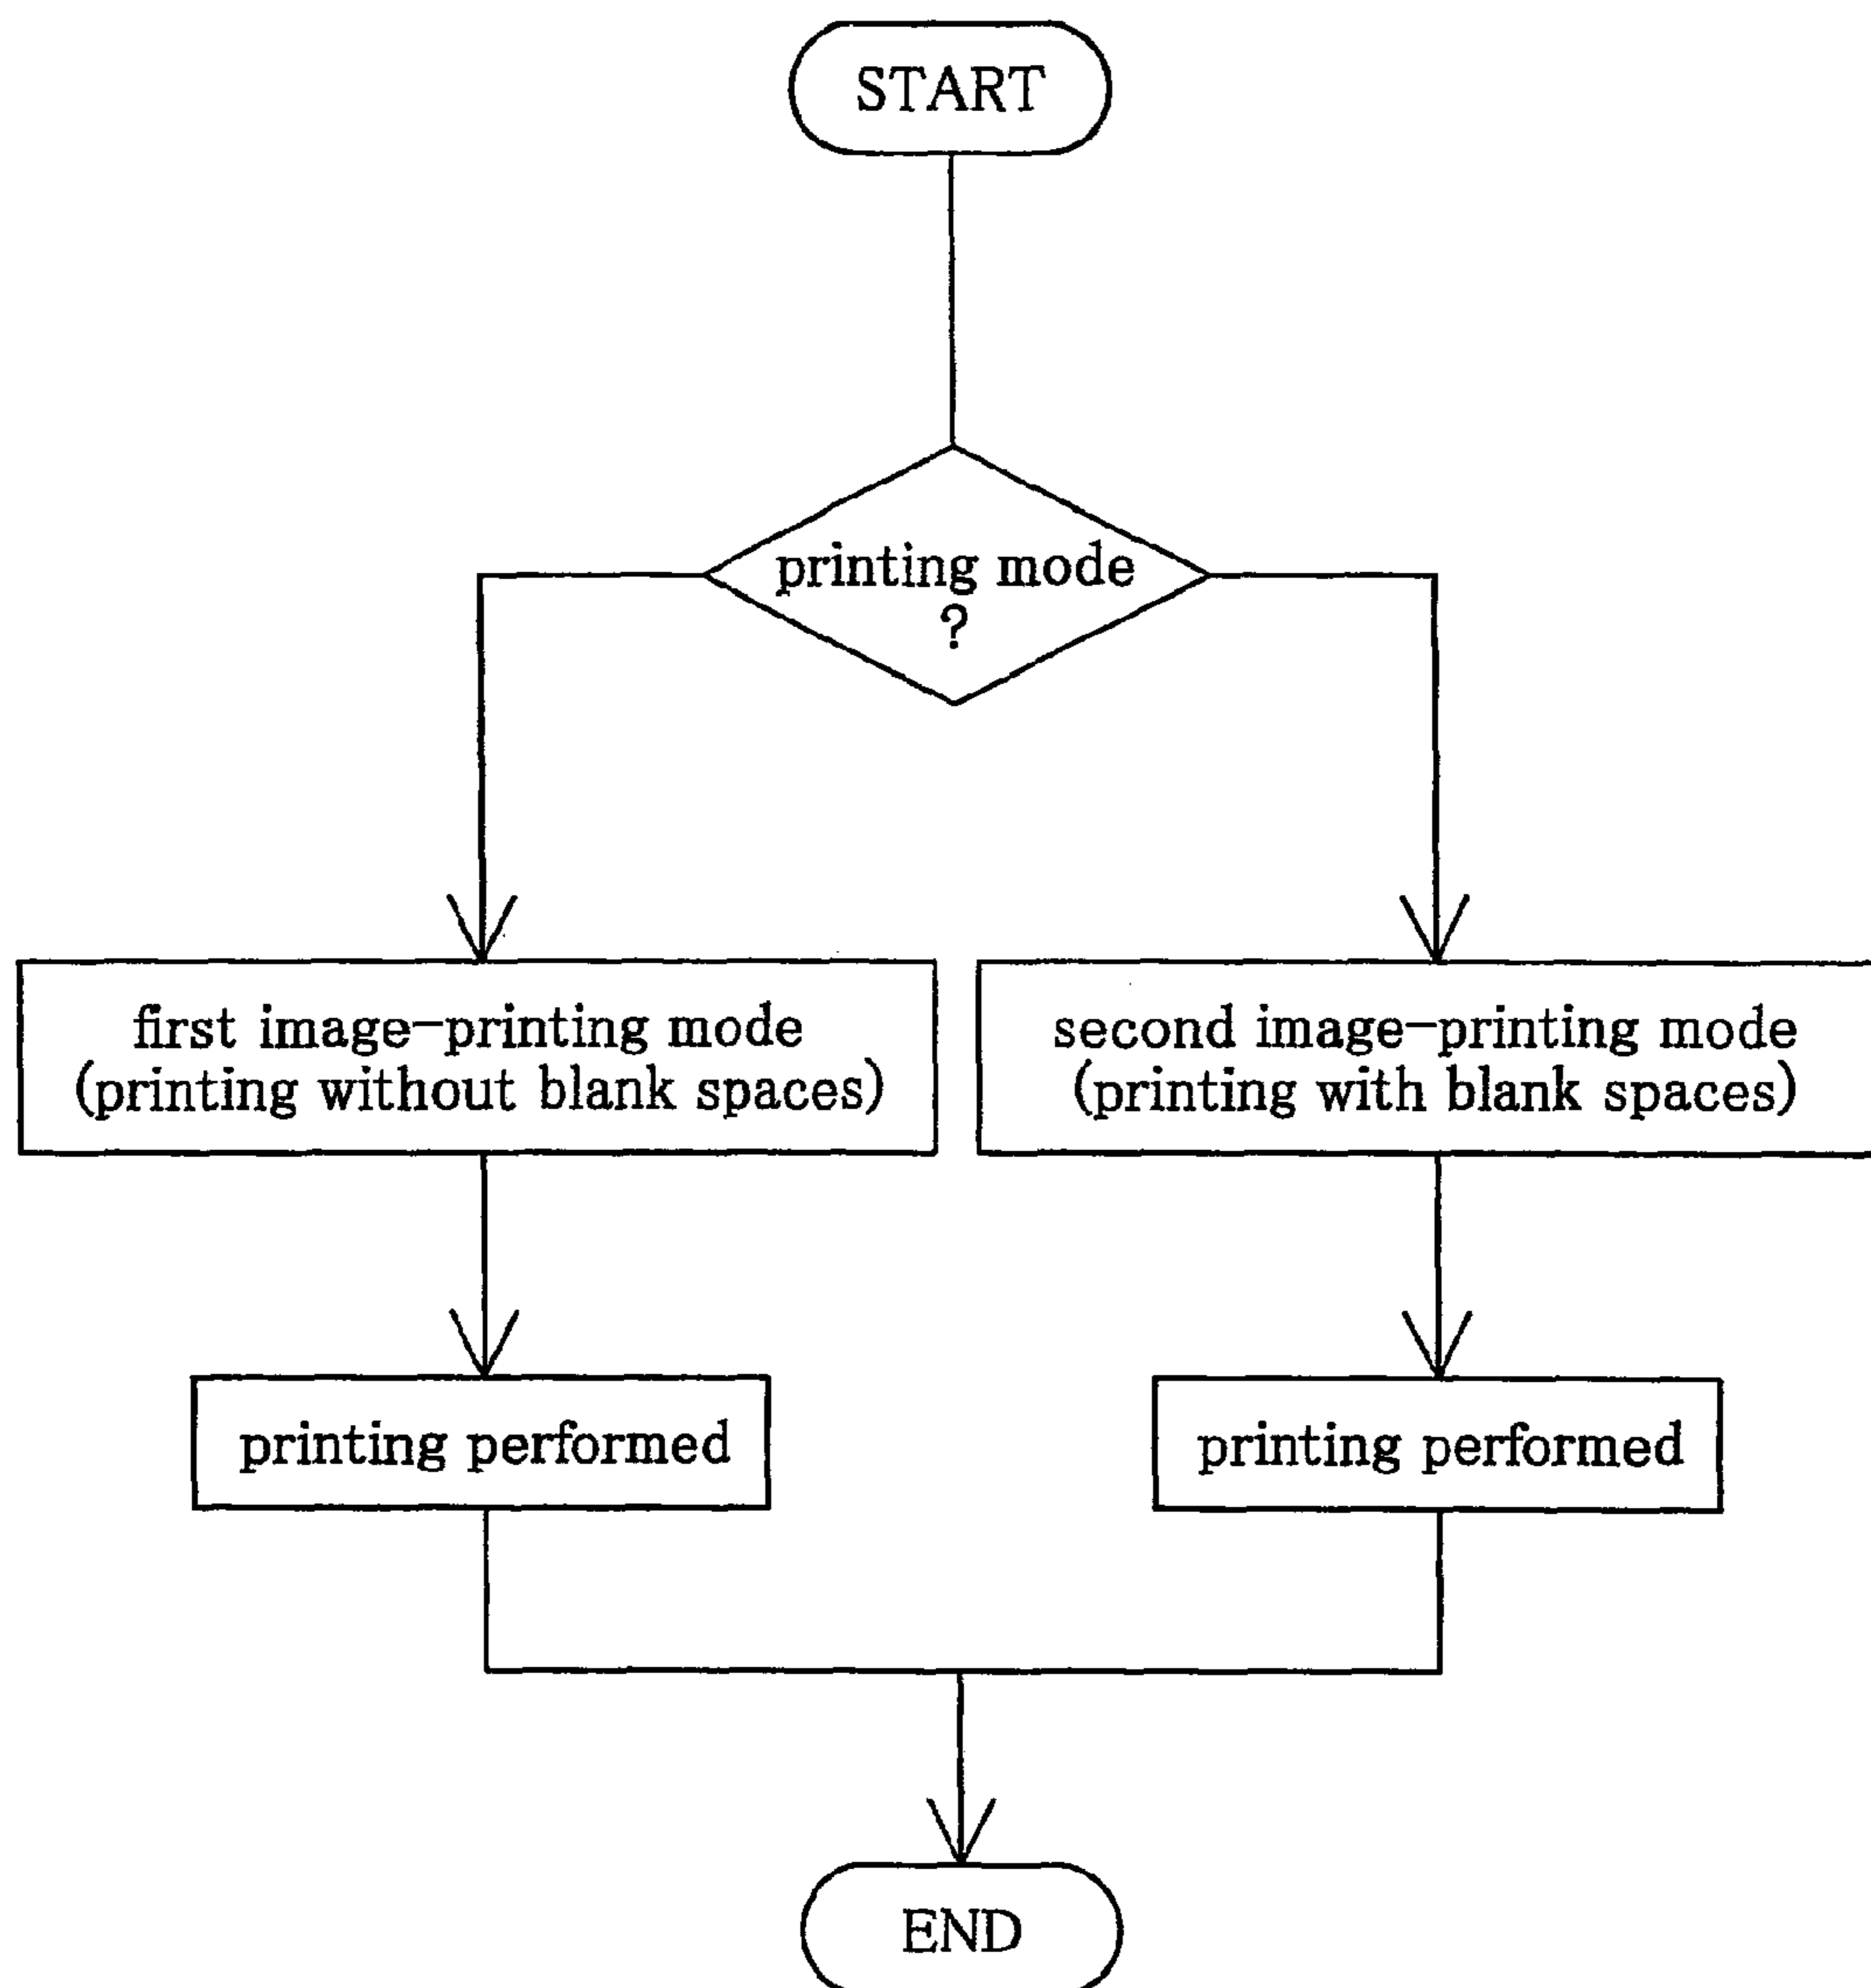 START
printing mode
?
first image-printing mode
(printing without blank spaces)
second image-printing mode
(printing with blank spaces)
printing performed
printing performed
END